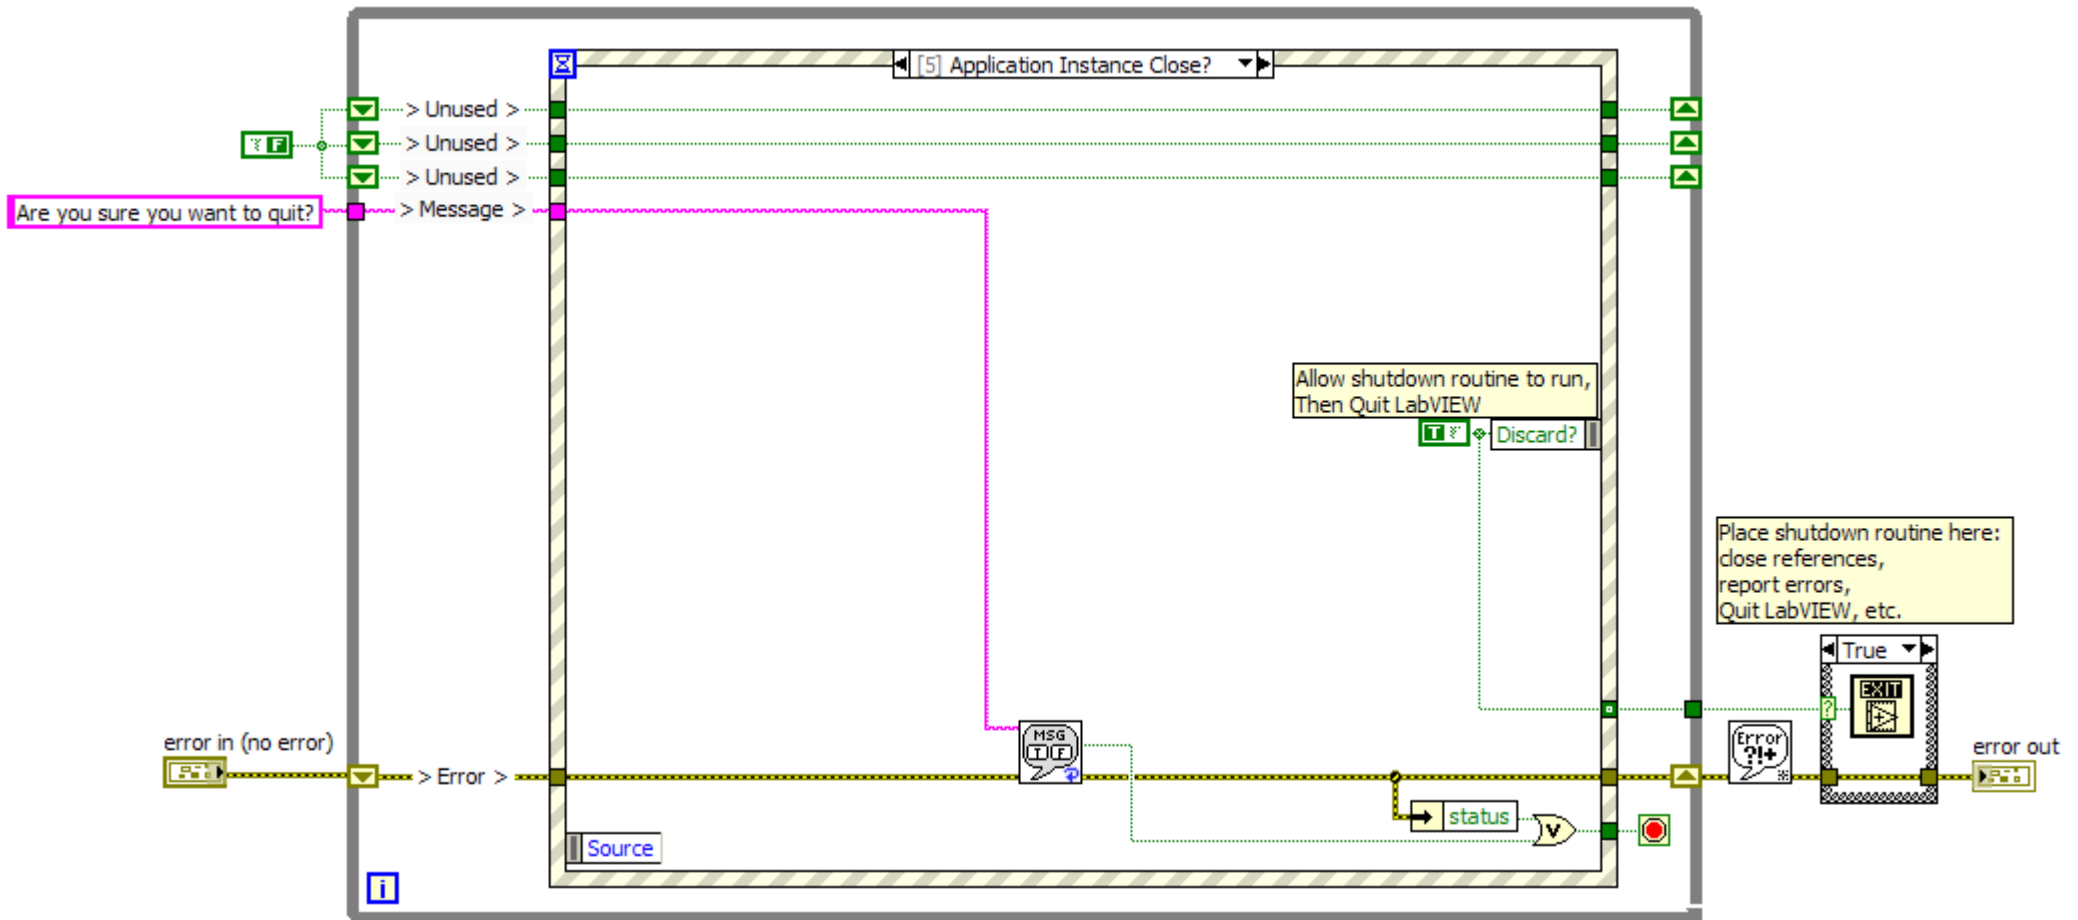 [5] Application Instance Close?
> Unused >
F
> Unused >
> Unused >
Are you sure you want to quit?
> Message >
Allow shutdown routine to run,
Then Quit LabVIEW
T
Discard?
Place shutdown routine here:
close references,
report errors,
Quit LabVIEW, etc.
True
EXIT
?
error in (no error)
> Error >
MSG
T F
Error
?!+
error out
status
V
Source
i